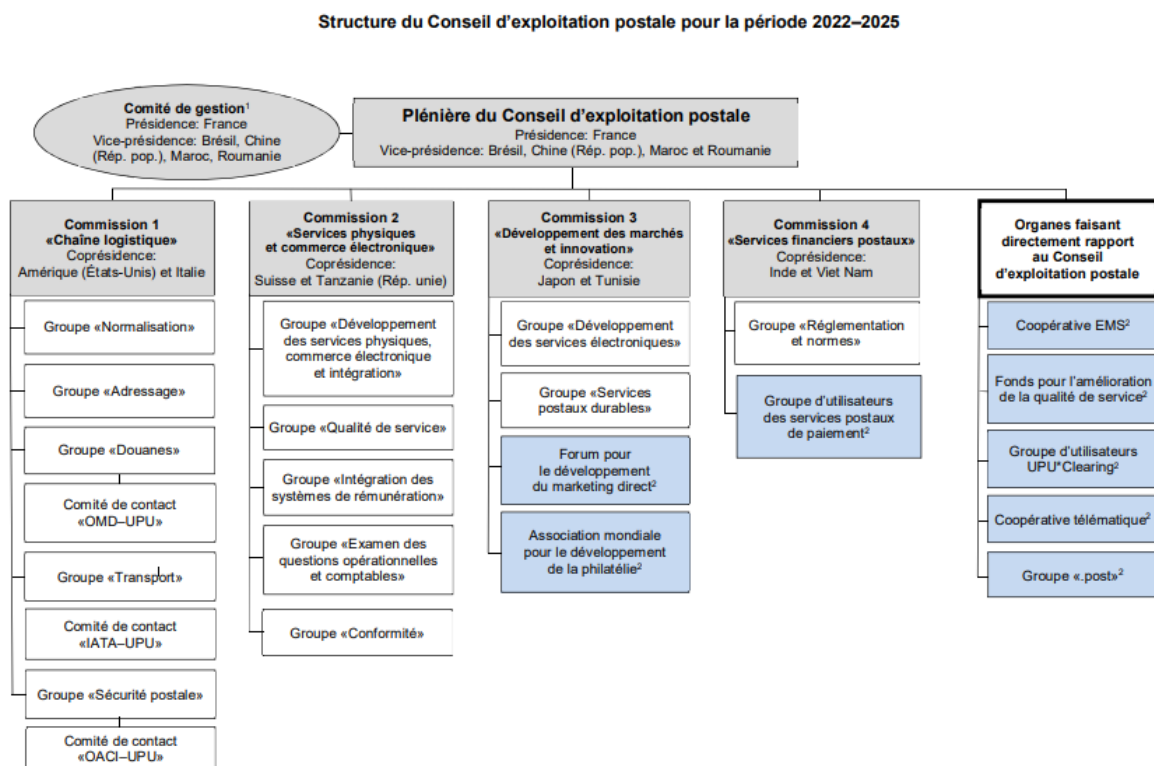 Structure du Conseil d’exploitation postale pour la période 2022–2025
Comité de gestion¹
Présidence: France
Vice-présidence: Brésil, Chine
(Rép. pop.), Maroc, Roumanie
Plénière du Conseil d’exploitation postale
Présidence: France
Vice-présidence: Brésil, Chine (Rép. pop.), Maroc et Roumanie
Commission 1
«Chaîne logistique»
Coprésidence:
Amérique (États-Unis) et Italie
Groupe «Normalisation»
Groupe «Adressage»
Groupe «Douanes»
Comité de contact
«OMD–UPU»
Groupe «Transport»
Comité de contact
«IATA–UPU»
Groupe «Sécurité postale»
Comité de contact
«OACI–UPU»
Commission 2
«Services physiques
et commerce électronique»
Coprésidence:
Suisse et Tanzanie (Rép. unie)
Groupe «Développement
des services physiques,
commerce électronique
et intégration»
Groupe «Qualité de service»
Groupe «Intégration des
systèmes de rémunération»
Groupe «Examen des
questions opérationnelles
et comptables»
Groupe «Conformité»
Commission 3
«Développement des marchés
et innovation»
Coprésidence:
Japon et Tunisie
Groupe «Développement
des services électroniques»
Groupe «Services
postaux durables»
Forum pour
le développement
du marketing direct²
Association mondiale
pour le développement
de la philatélie²
Commission 4
«Services financiers postaux»
Coprésidence:
Inde et Viet Nam
Groupe «Réglementation
et normes»
Groupe d’utilisateurs
des services postaux
de paiement²
Organes faisant
directement rapport
au Conseil
d’exploitation postale
Coopérative EMS²
Fonds pour l’amélioration
de la qualité de service²
Groupe d’utilisateurs
UPU*Clearing²
Coopérative télématique²
Groupe «.post»²